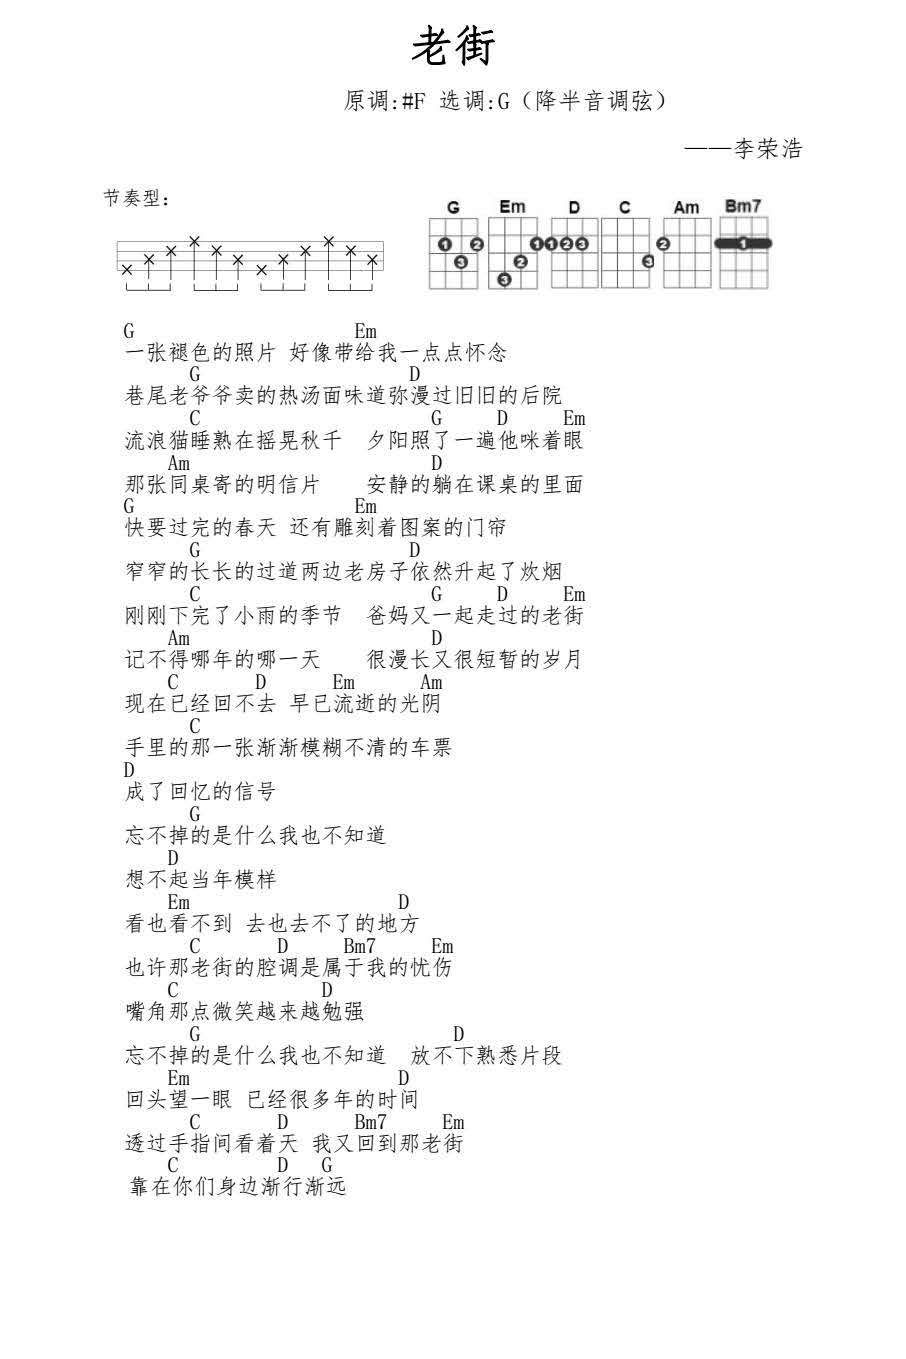 老街
原调:#F 选调:G（降半音调弦）
——李荣浩
节奏型：
G Em D C Am Bm7
1 2 3
1 2 3
1 2 3
3
2
1
G Em
一张褪色的照片 好像带给我一点点怀念
G D
巷尾老爷爷卖的热汤面味道弥漫过旧旧的后院
C G D Em
流浪猫睡熟在摇晃秋千 夕阳照了一遍他咪着眼
Am D
那张同桌寄的明信片 安静的躺在课桌的里面
G Em
快要过完的春天 还有雕刻着图案的门帘
G D
窄窄的长长的过道两边老房子依然升起了炊烟
C G D Em
刚刚下完了小雨的季节 爸妈又一起走过的老街
Am D
记不得哪年的哪一天 很漫长又很短暂的岁月
C D Em Am
现在已经回不去 早已流逝的光阴
C
手里的那一张渐渐模糊不清的车票
D
成了回忆的信号
G
忘不掉的是什么我也不知道
D
想不起当年模样
Em D
看也看不到 去也去不了的地方
C D Bm7 Em
也许那老街的腔调是属于我的忧伤
C D
嘴角那点微笑越来越勉强
G D
忘不掉的是什么我也不知道 放不下熟悉片段
Em D
回头望一眼 已经很多年的时间
C D Bm7 Em
透过手指间看着天 我又回到那老街
C D G
靠在你们身边渐行渐远